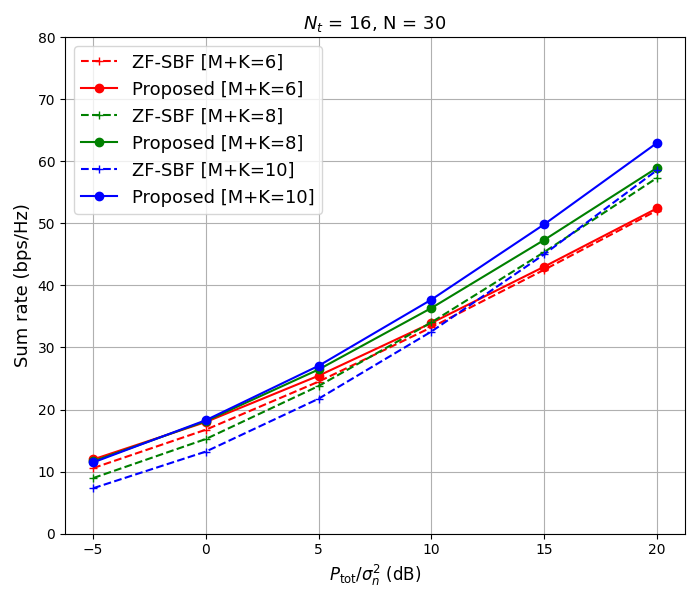 N_t = 16, N = 30
80
70
60
50
40
30
20
10
0
Sum rate (bps/Hz)
ZF-SBF [M+K=6]
Proposed [M+K=6]
ZF-SBF [M+K=8]
Proposed [M+K=8]
ZF-SBF [M+K=10]
Proposed [M+K=10]
−5 0 5 10 15 20
P_tot/σ_n^2 (dB)